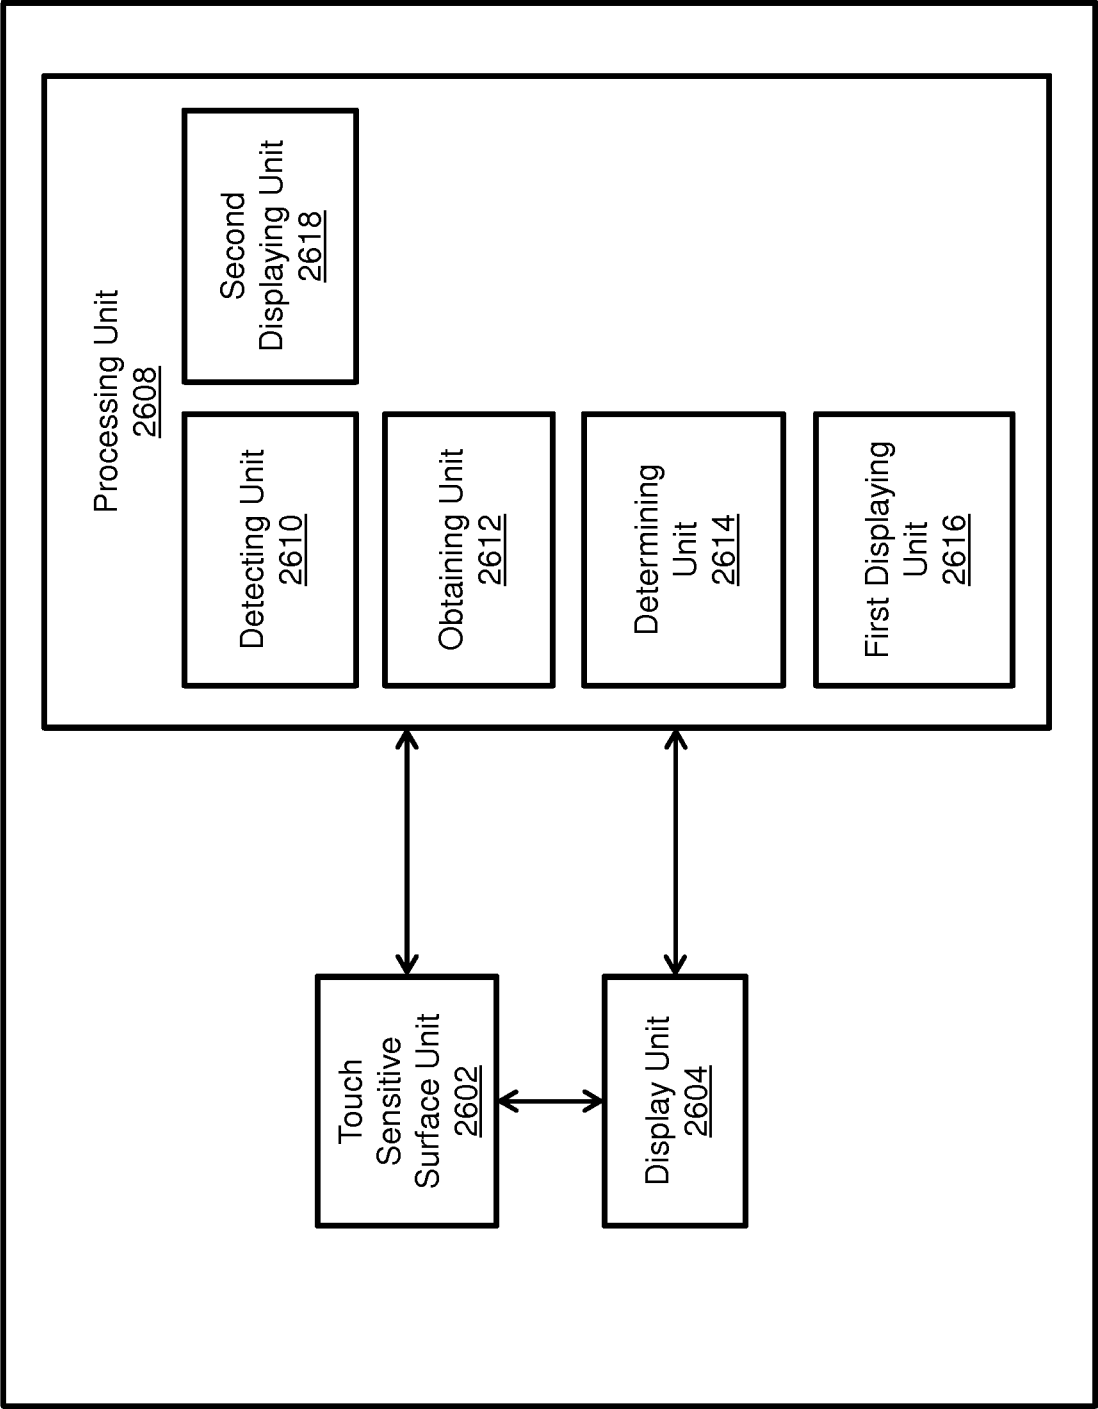 Processing Unit
2608
Detecting Unit
2610
Second
Displaying Unit
2618
Obtaining Unit
2612
Determining
Unit
2614
First Displaying
Unit
2616
Touch
Sensitive
Surface Unit
2602
Display Unit
2604